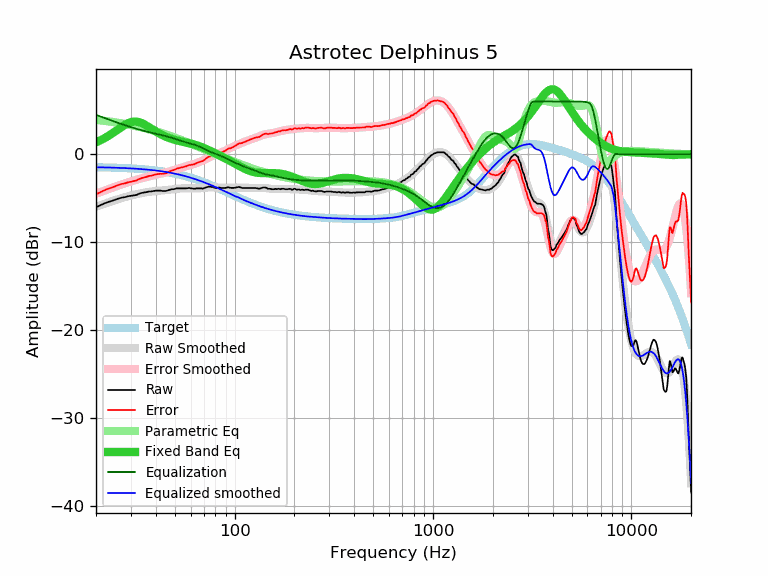 Astrotec Delphinus 5
Amplitude (dBr)
0
−10
−20
−30
−40
Target
Raw Smoothed
Error Smoothed
Raw
Error
Parametric Eq
Fixed Band Eq
Equalization
Equalized smoothed
100
1000
10000
Frequency (Hz)